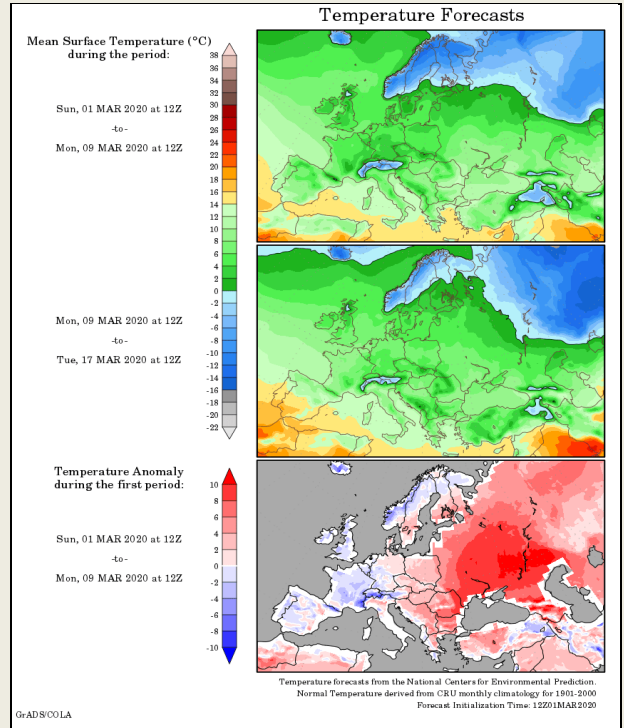 Temperature Forecasts
Mean Surface Temperature (°C)
during the period:
Sun, 01 MAR 2020 at 12Z
-to-
Mon, 09 MAR 2020 at 12Z
38
36
34
32
30
28
26
24
22
20
18
16
14
12
10
8
6
4
2
0
-2
-4
-6
-8
-10
-12
-14
-16
-18
-20
-22
Mon, 09 MAR 2020 at 12Z
-to-
Tue, 17 MAR 2020 at 12Z
Temperature Anomaly
during the first period:
Sun, 01 MAR 2020 at 12Z
-to-
Mon, 09 MAR 2020 at 12Z
10
8
6
4
2
0
-2
-4
-6
-8
-10
Temperature forecasts from the National Centers for Environmental Prediction.
Normal Temperature derived from CRU monthly climatology for 1901-2000
Forecast Initialization Time: 12Z01MAR2020
GrADS/COLA